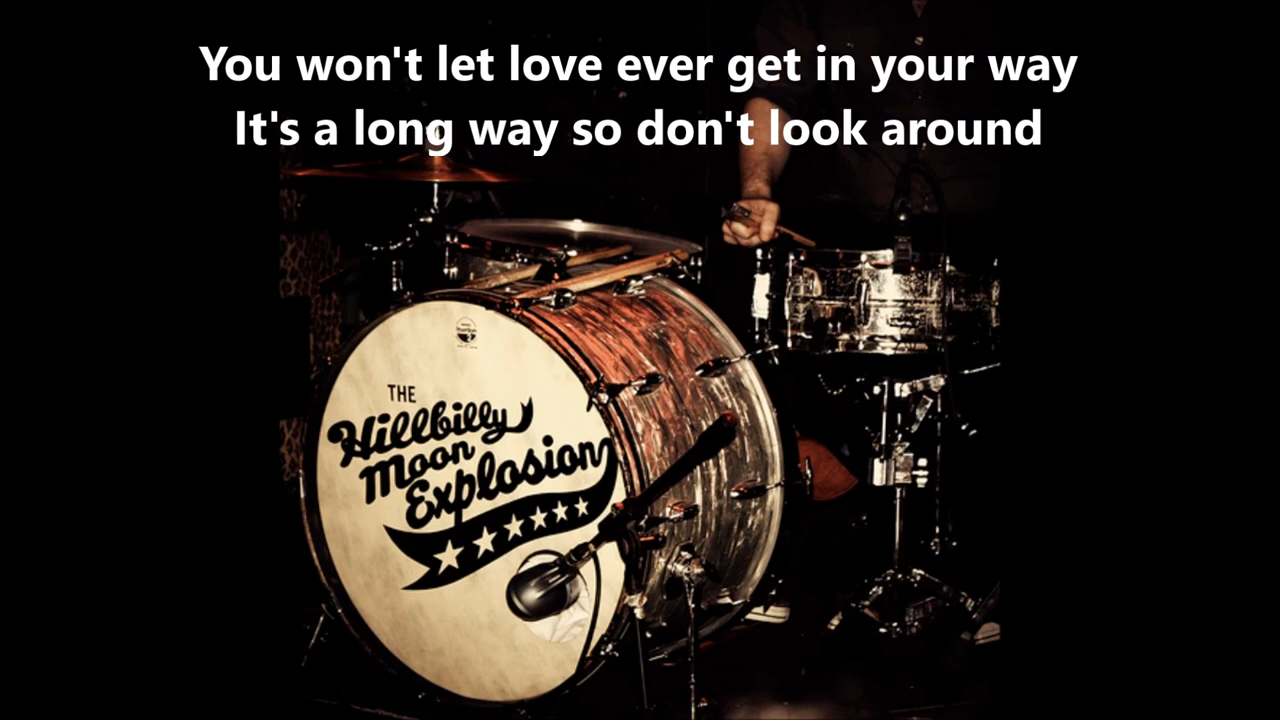 You won't let love ever get in your way
It's a long way so don't look around
THE
Hillbilly
Moon
Explosion